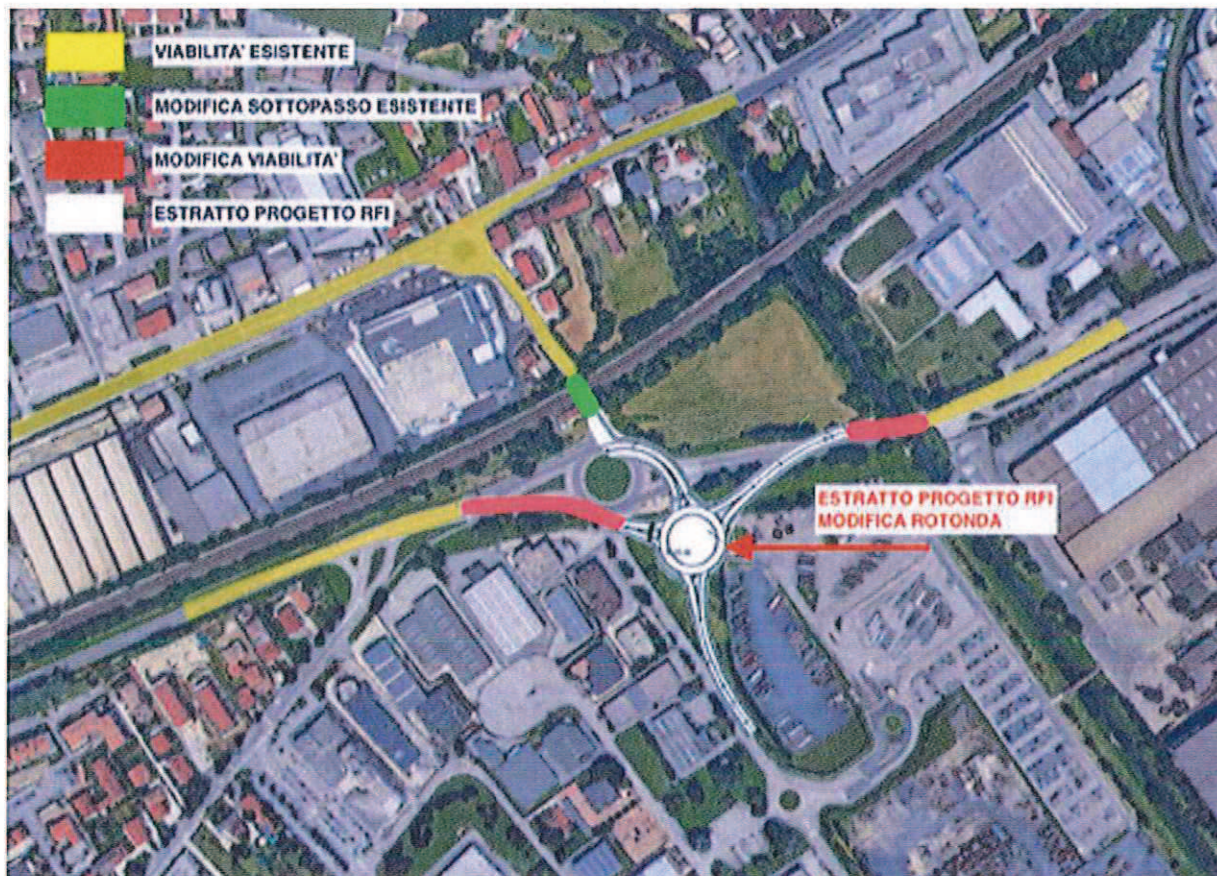 VIABILITA' ESISTENTE
MODIFICA SOTTOPASSO ESISTENTE
MODIFICA VIABILITA'
ESTRATTO PROGETTO RFI
ESTRATTO PROGETTO RFI
MODIFICA ROTONDA